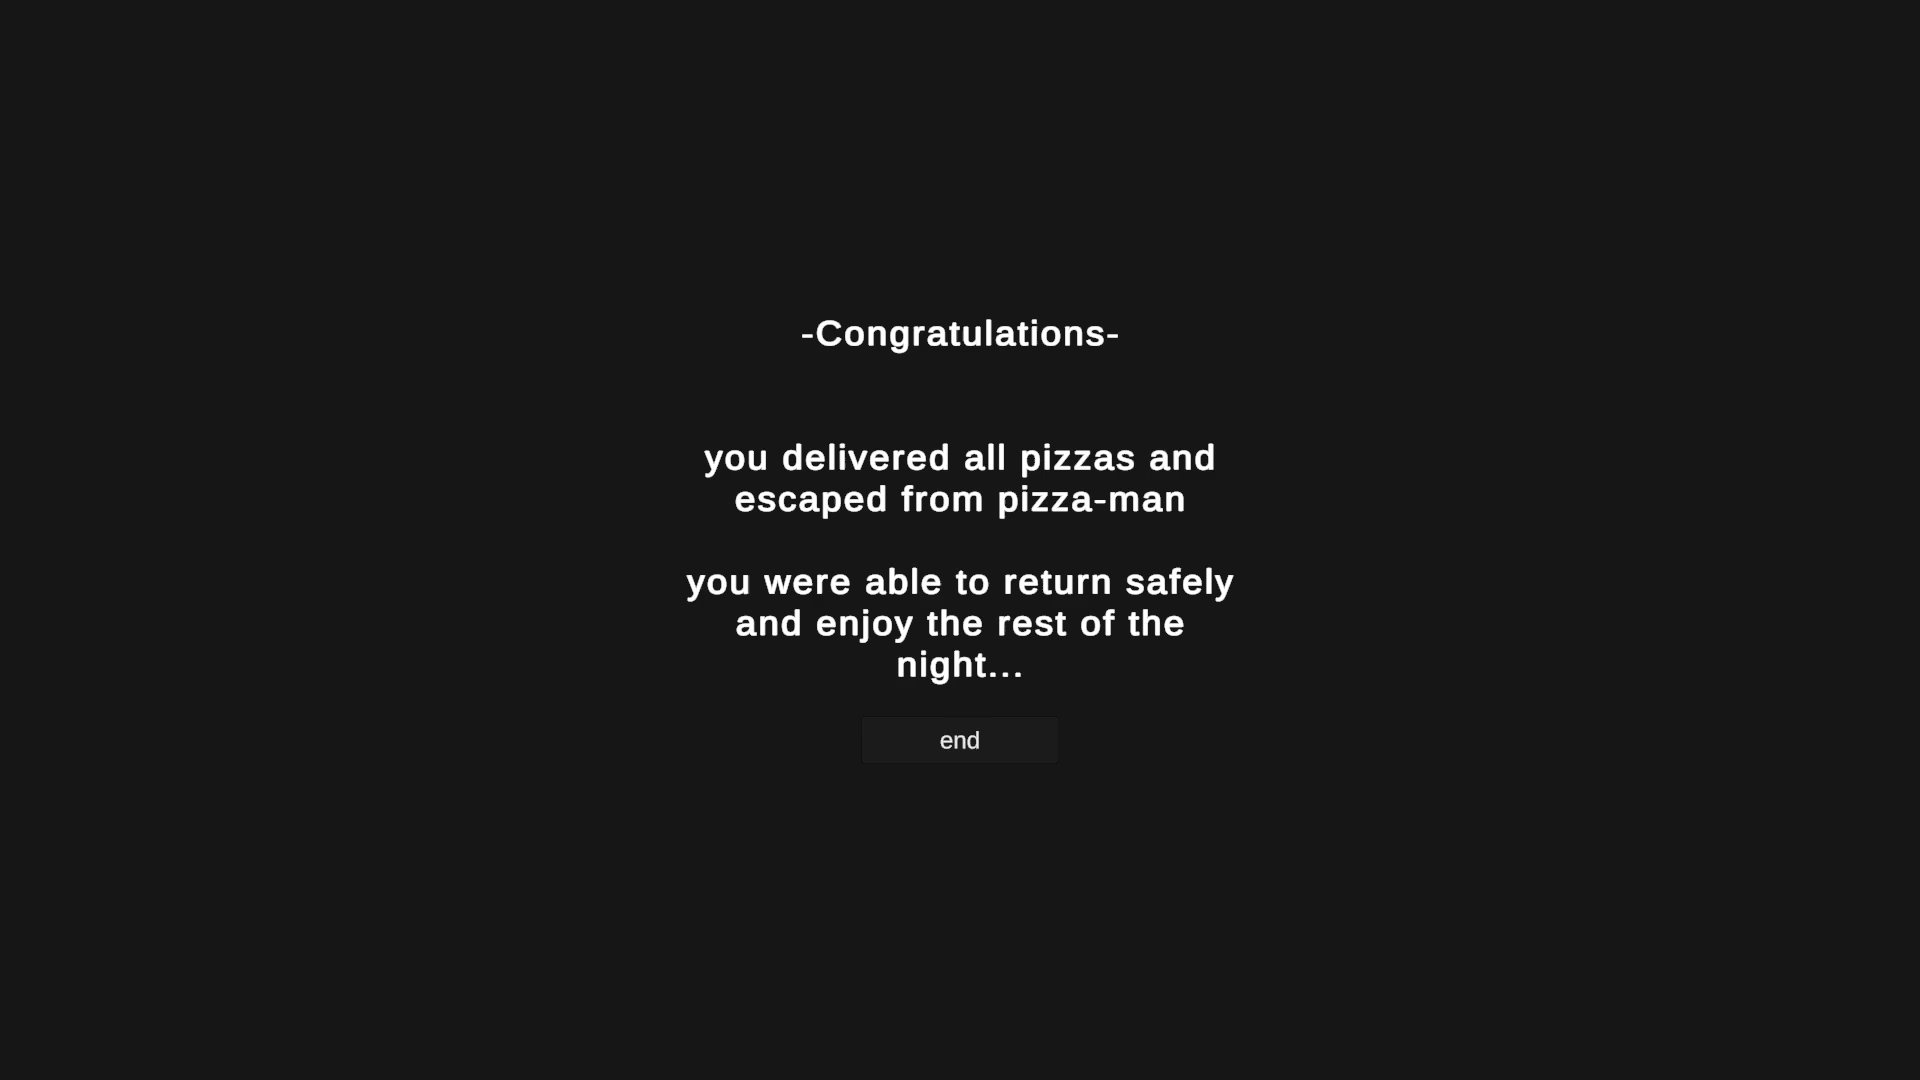 -Congratulations-
you delivered all pizzas and
escaped from pizza-man
you were able to return safely
and enjoy the rest of the
night...
end